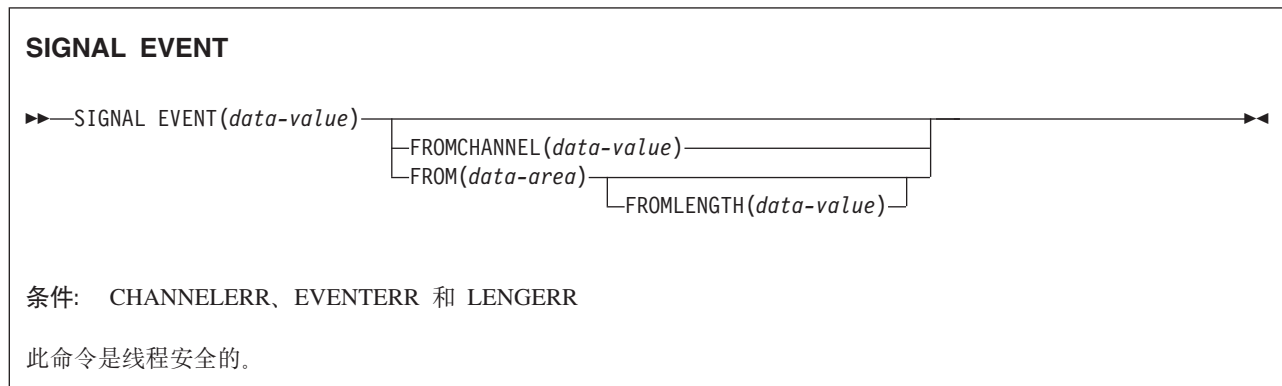 SIGNAL EVENT
SIGNAL EVENT(data-value)
FROMCHANNEL(data-value)
FROM(data-area)
FROMLENGTH(data-value)
条件: CHANNELERR、EVENTERR 和 LENGERR
此命令是线程安全的。